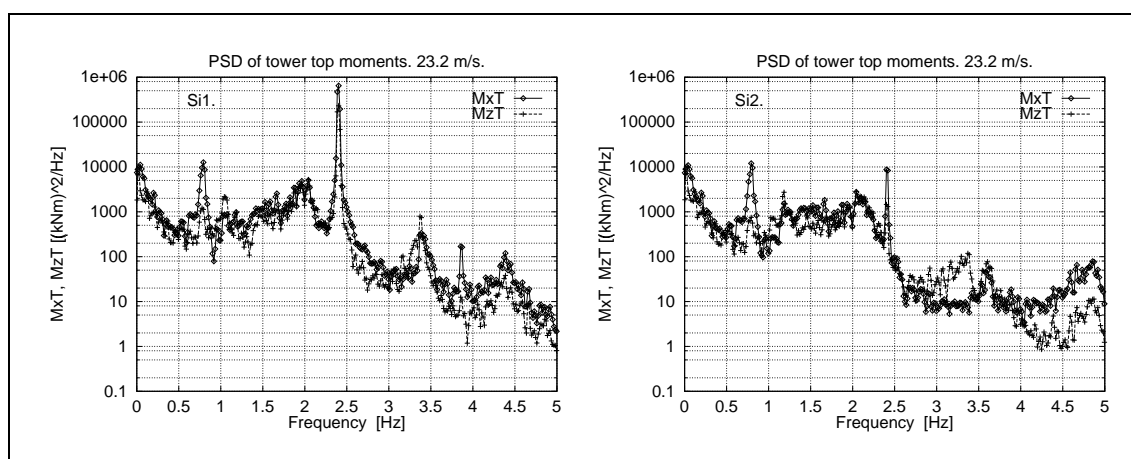 PSD of tower top moments. 23.2 m/s.
1e+06
100000
10000
1000
100
10
1
0.1
MxT, MzT [(kNm)^2/Hz]
Si1.
MxT
MzT
0 0.5 1 1.5 2 2.5 3 3.5 4 4.5 5
Frequency [Hz]
PSD of tower top moments. 23.2 m/s.
1e+06
100000
10000
1000
100
10
1
0.1
MxT, MzT [(kNm)^2/Hz]
Si2.
MxT
MzT
0 0.5 1 1.5 2 2.5 3 3.5 4 4.5 5
Frequency [Hz]